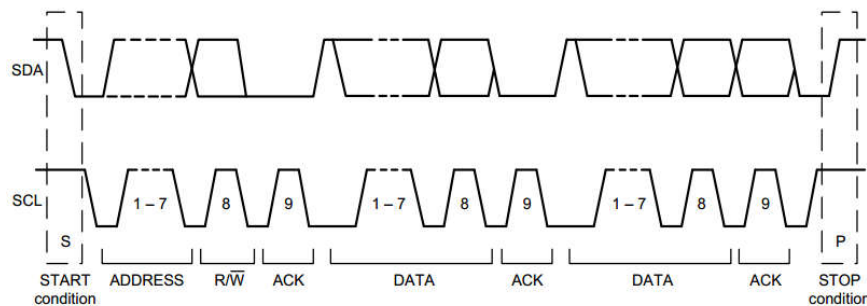 SDA
SCL
1 – 7
8
9
1 – 7
8
9
1 – 7
8
9
S
P
START
condition
ADDRESS
R/W̅
ACK
DATA
ACK
DATA
ACK
STOP
condition